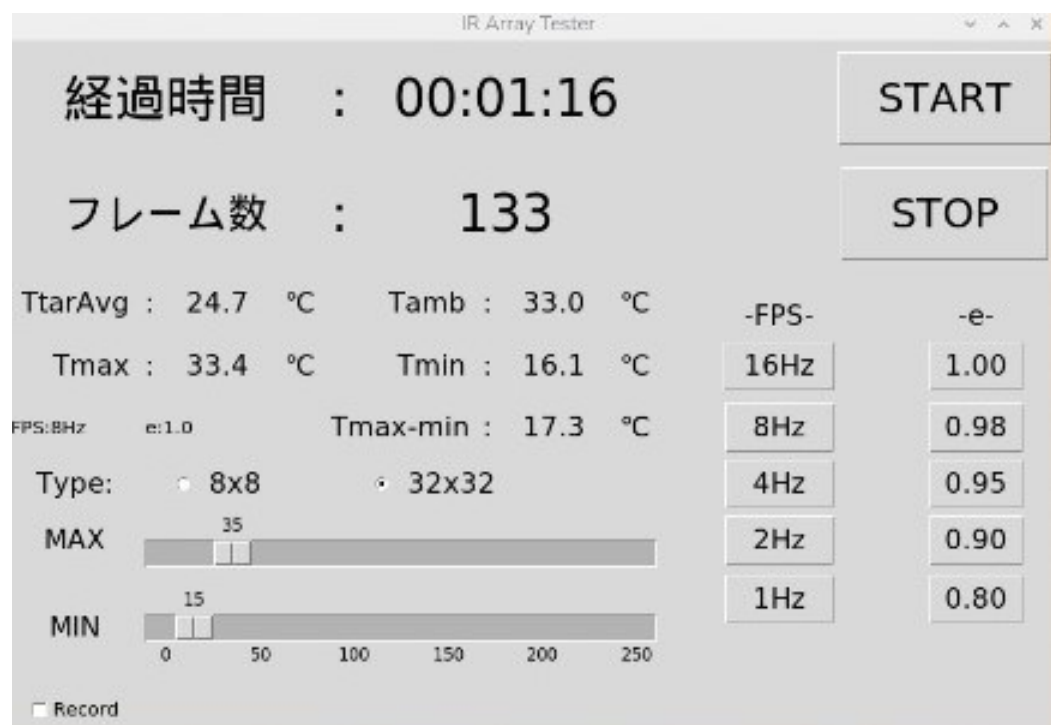 IR Array Tester
経過時間 : 00:01:16 START
フレーム数 : 133 STOP
TtarAvg : 24.7 ℃ Tamb : 33.0 ℃ -FPS- -e-
Tmax : 33.4 ℃ Tmin : 16.1 ℃ 16Hz 1.00
FPS:8Hz e:1.0 Tmax-min : 17.3 ℃ 8Hz 0.98
Type: 8x8 32x32 4Hz 0.95
35
MAX 2Hz 0.90
15 1Hz 0.80
MIN
0 50 100 150 200 250
Record